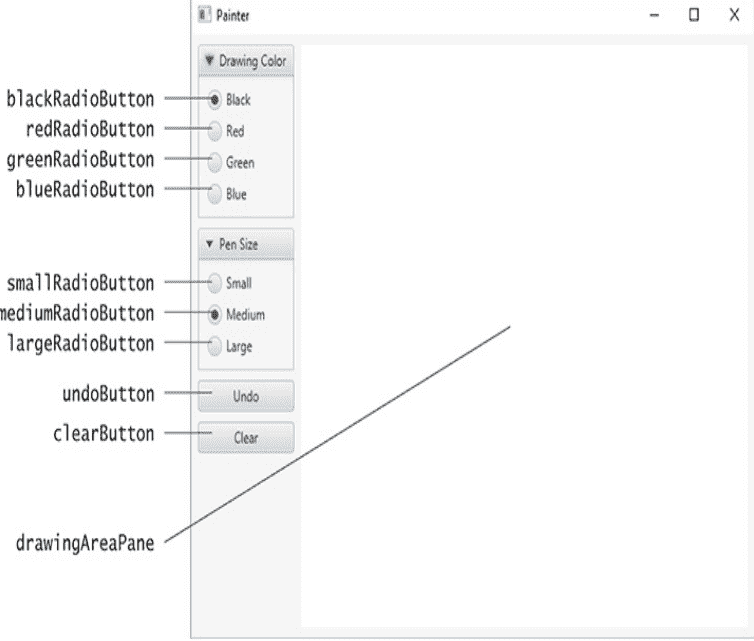 Painter
Drawing Color
blackRadioButton Black
redRadioButton Red
greenRadioButton Green
blueRadioButton Blue
Pen Size
smallRadioButton Small
mediumRadioButton Medium
largeRadioButton Large
undoButton Undo
clearButton Clear
drawingAreaPane